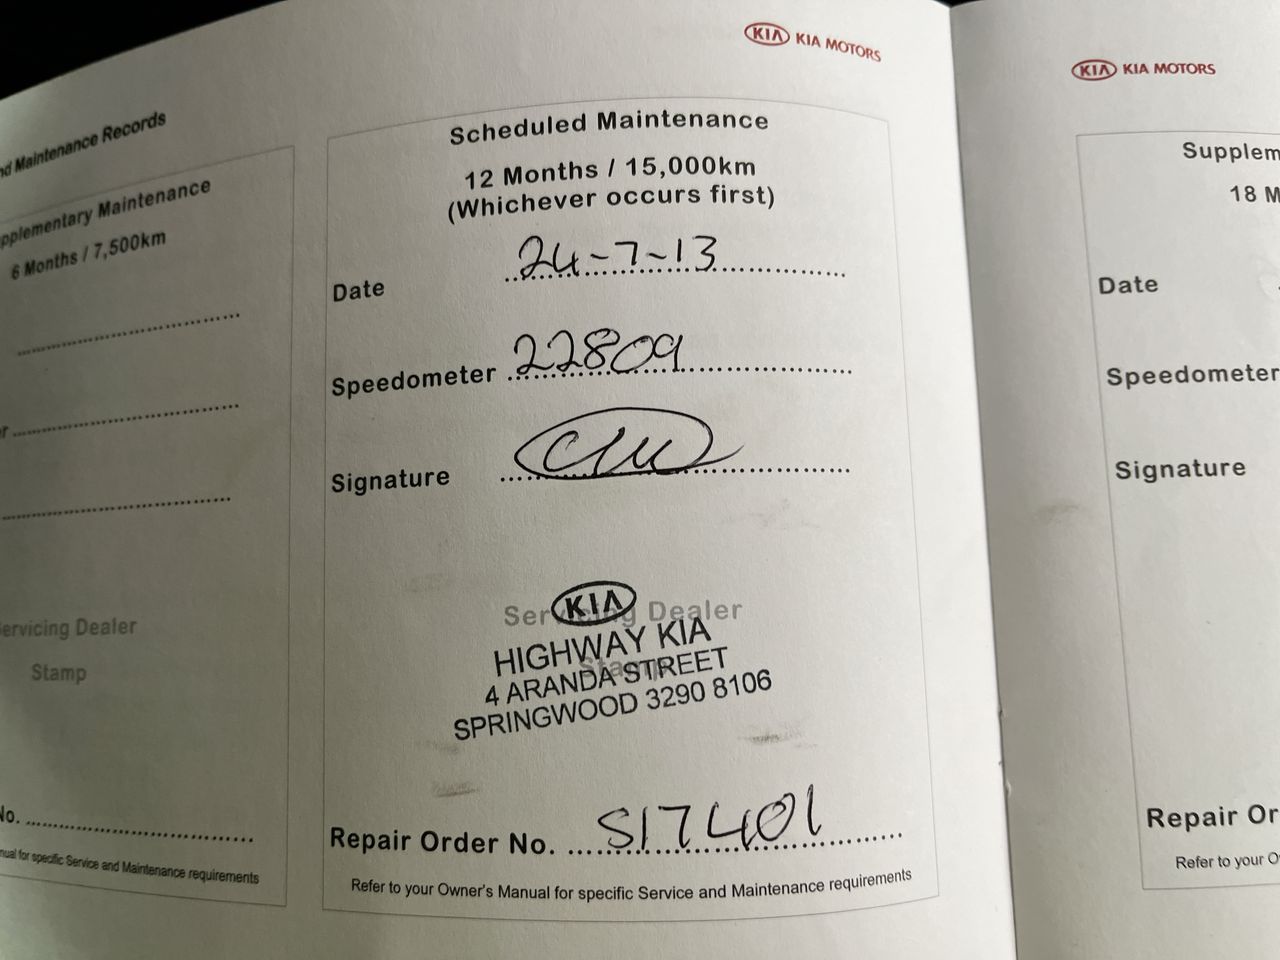 nd Maintenance Records
pplementary Maintenance
6 Months / 7,500km
r
ervicing Dealer
Stamp
No.
nual for specific Service and Maintenance requirements
KIA KIA MOTORS
Scheduled Maintenance
12 Months / 15,000km
(Whichever occurs first)
Date 24-7-13
Speedometer 22809
Signature
Servicing Dealer
Stamp
KIA
HIGHWAY KIA
4 ARANDA STREET
SPRINGWOOD 3290 8106
Repair Order No. S17401
Refer to your Owner's Manual for specific Service and Maintenance requirements
KIA KIA MOTORS
Supplem
18 M
Date
Speedometer
Signature
Repair Or
Refer to your O